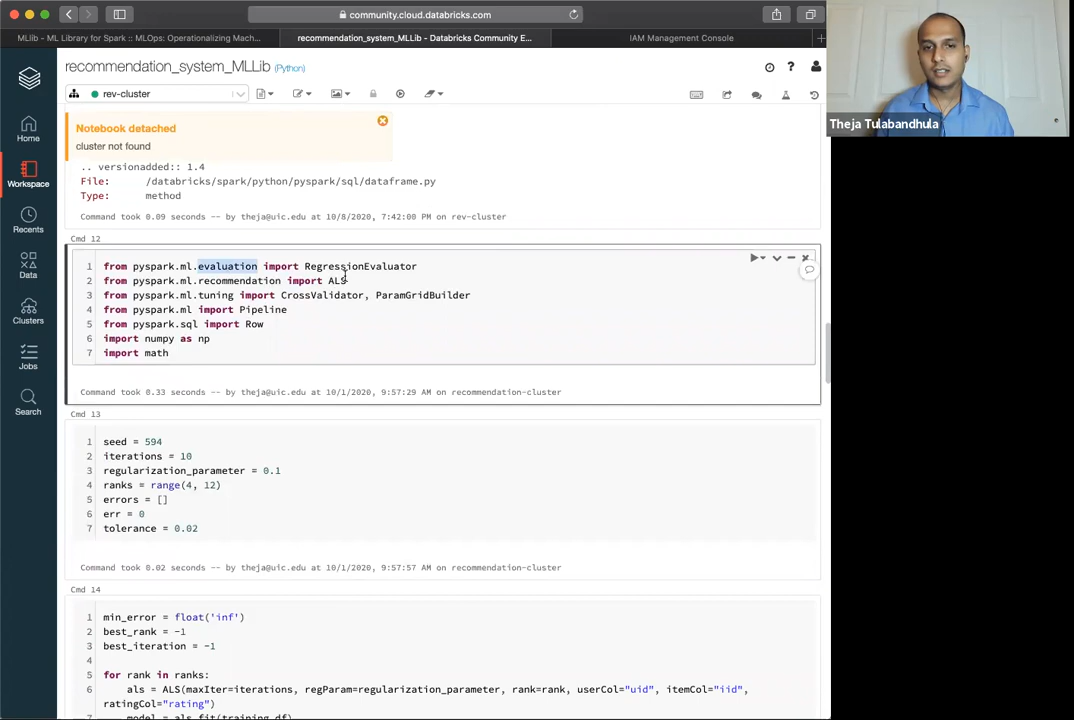 community.cloud.databricks.com
MLlib - ML Library for Spark :: MLOps: Operationalizing Mach...
recommendation_system_MLLib - Databricks Community E...
IAM Management Console
recommendation_system_MLLib (Python)
rev-cluster
Theja Tulabandhula
Home
Workspace
Recents
Data
Clusters
Jobs
Search
Notebook detached
cluster not found
.. versionadded:: 1.4
File: /databricks/spark/python/pyspark/sql/dataframe.py
Type: method
Command took 0.09 seconds -- by theja@uic.edu at 10/8/2020, 7:42:00 PM on rev-cluster
Cmd 12
1 from pyspark.ml.evaluation import RegressionEvaluator
2 from pyspark.ml.recommendation import ALS
3 from pyspark.ml.tuning import CrossValidator, ParamGridBuilder
4 from pyspark.ml import Pipeline
5 from pyspark.sql import Row
6 import numpy as np
7 import math
Command took 0.33 seconds -- by theja@uic.edu at 10/1/2020, 9:57:29 AM on recommendation-cluster
Cmd 13
1 seed = 594
2 iterations = 10
3 regularization_parameter = 0.1
4 ranks = range(4, 12)
5 errors = []
6 err = 0
7 tolerance = 0.02
Command took 0.02 seconds -- by theja@uic.edu at 10/1/2020, 9:57:57 AM on recommendation-cluster
Cmd 14
1 min_error = float('inf')
2 best_rank = -1
3 best_iteration = -1
4
5 for rank in ranks:
6 als = ALS(maxIter=iterations, regParam=regularization_parameter, rank=rank, userCol="uid", itemCol="iid",
ratingCol="rating")
7 model = als.fit(training_df)